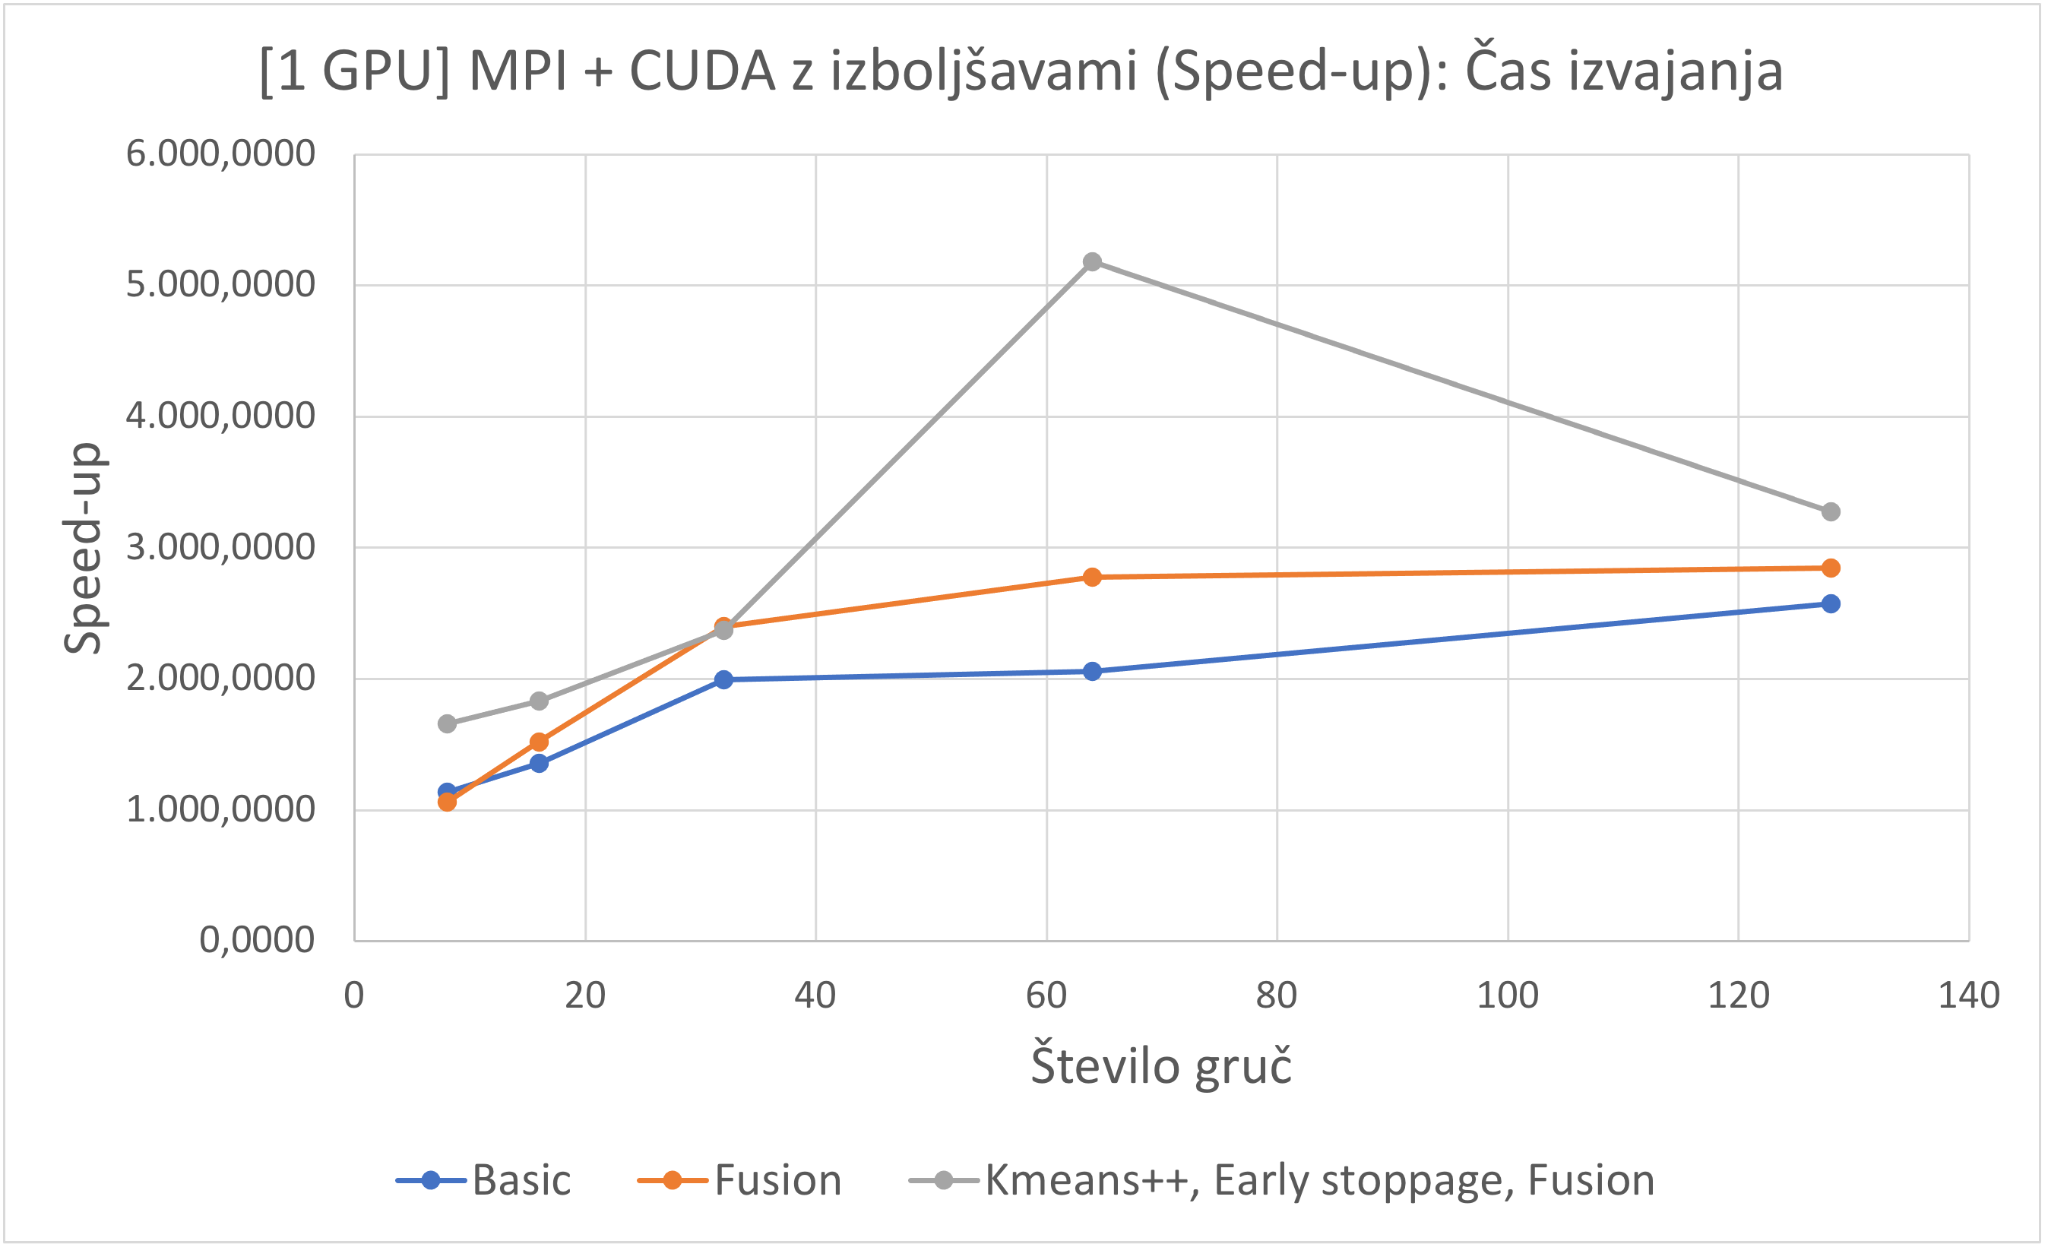 [1 GPU] MPI + CUDA z izboljšavami (Speed-up): Čas izvajanja
6.000,0000
5.000,0000
4.000,0000
3.000,0000
2.000,0000
1.000,0000
0,0000
Speed-up
0 20 40 60 80 100 120 140
Število gruč
Basic Fusion Kmeans++, Early stoppage, Fusion